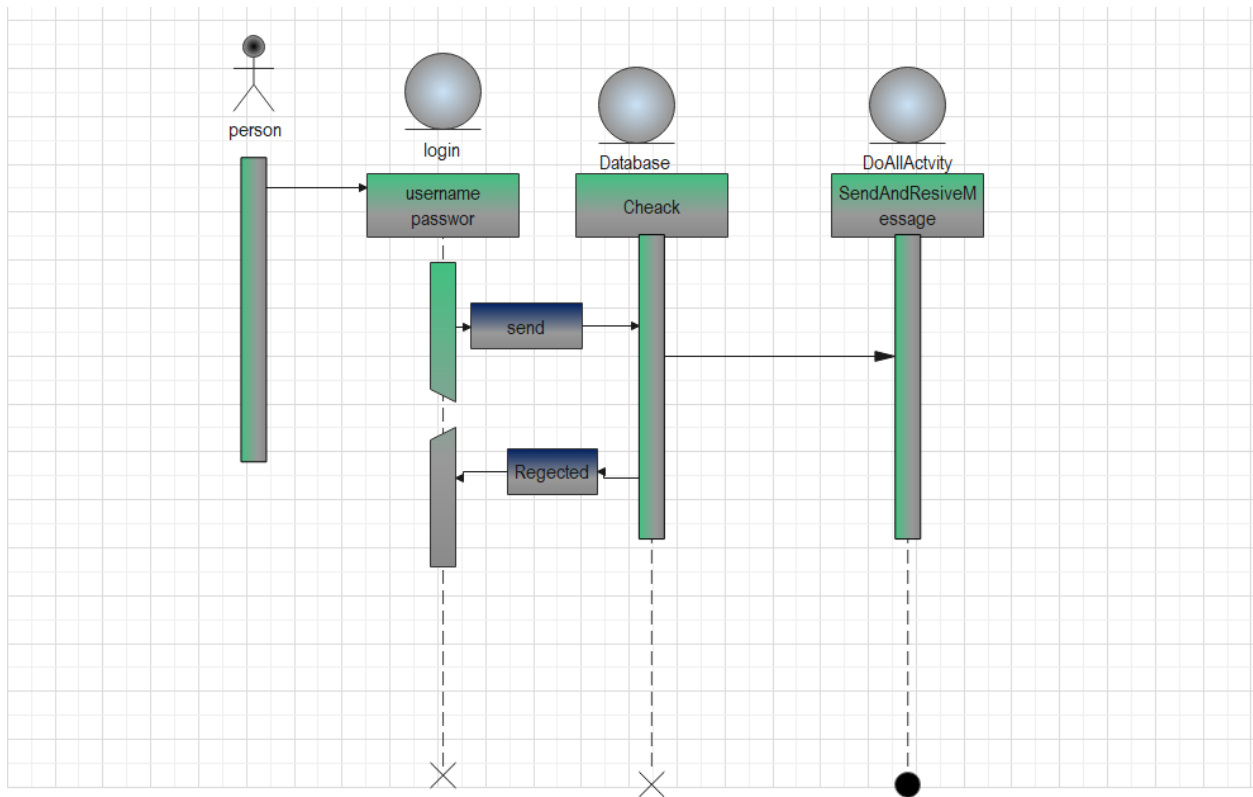 person
login
Database
DoAllActvity
username
passwor
Cheack
SendAndResiveM
essage
send
Regected